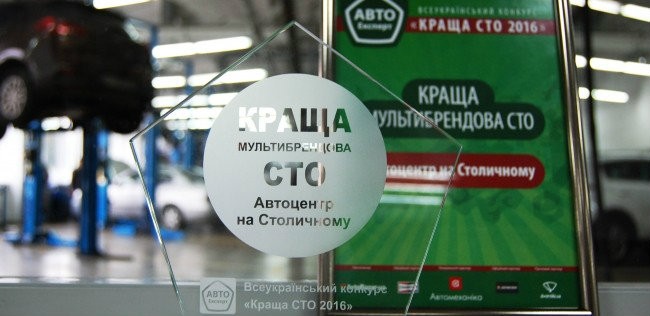 КРАЩА
МУЛЬТИБРЕНДОВА
СТО
Автоцентр
на Столичному
АВТО
Експерт
Всеукраїнський конкурс
«Краща СТО 2016»
АВТО
Експерт
ВСЕУКРАЇНСЬКИЙ КОНКУРС
«КРАЩА СТО 2016»
КРАЩА
МУЛЬТИБРЕНДОВА СТО
Автоцентр на Столичному
Автомеханіка